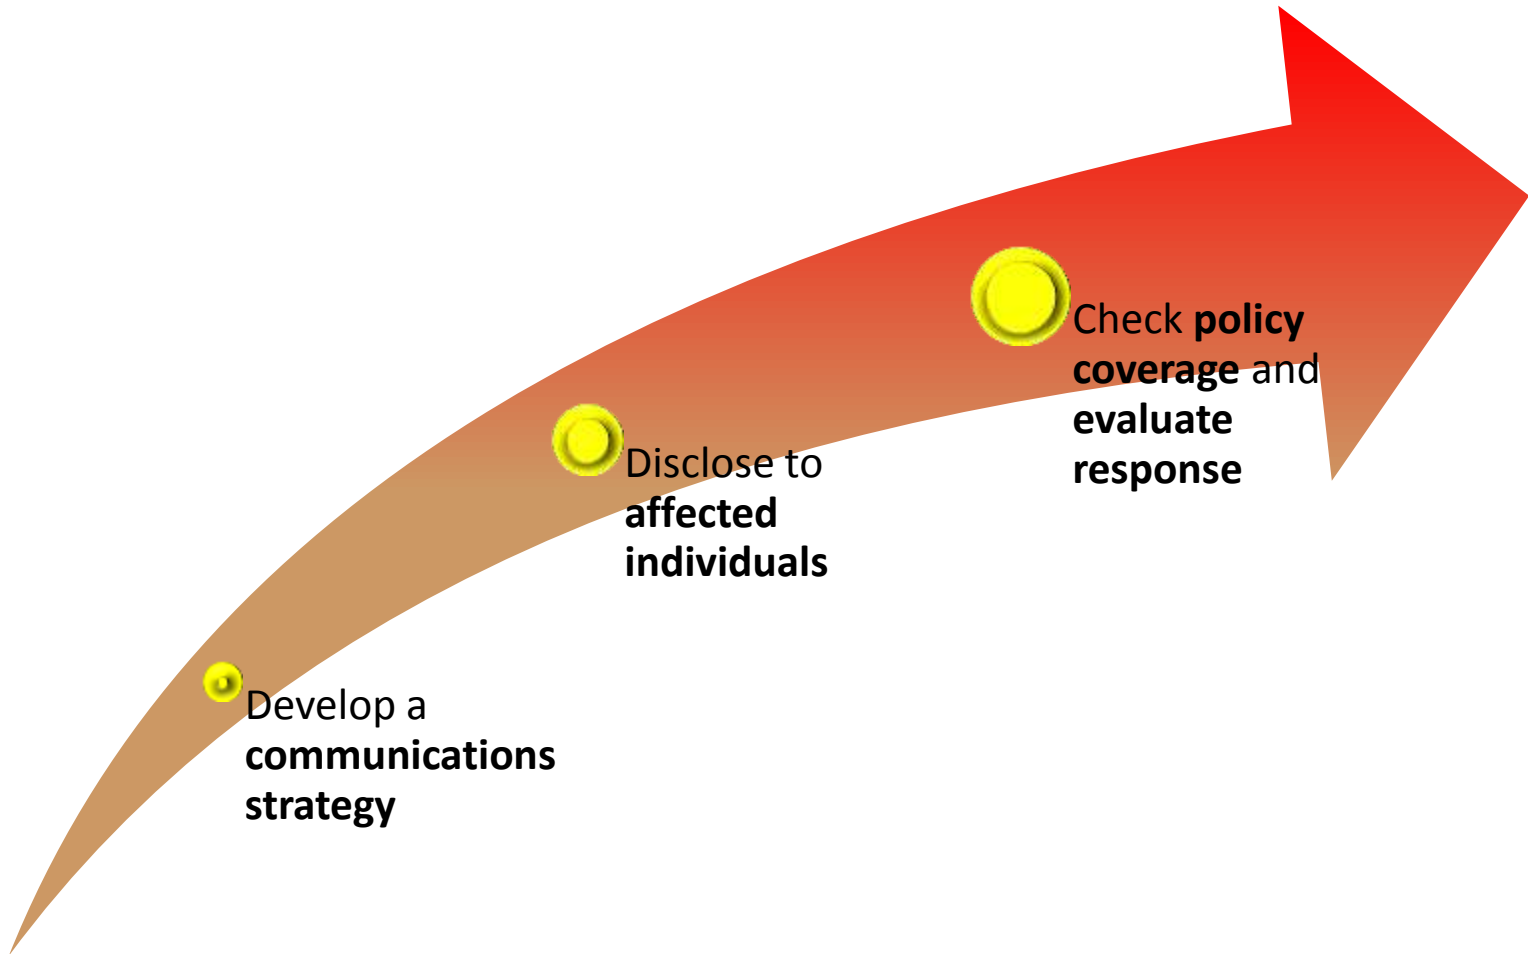 Develop a
communications
strategy
Disclose to
affected
individuals
Check policy
coverage and
evaluate
response